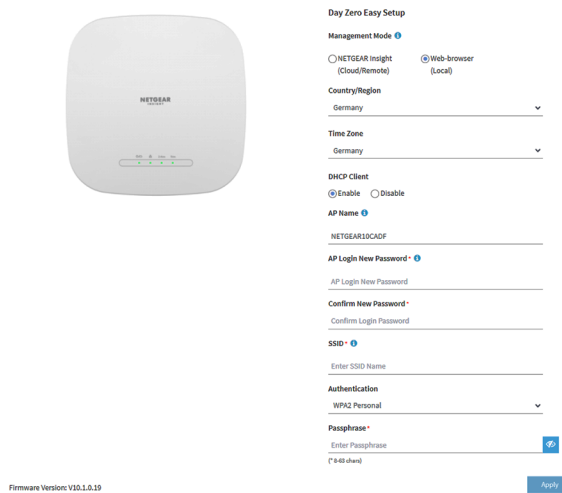 Day Zero Easy Setup
Management Mode
NETGEAR Insight
(Cloud/Remote)
Web-browser
(Local)
Country/Region
Germany
Time Zone
Germany
DHCP Client
Enable
Disable
AP Name
NETGEAR10CADF
AP Login New Password*
AP Login New Password
Confirm New Password*
Confirm Login Password
SSID*
Enter SSID Name
Authentication
WPA2 Personal
Passphrase*
Enter Passphrase
(* 8-63 chars)
Apply
NETGEAR
Firmware Version: V10.1.0.19